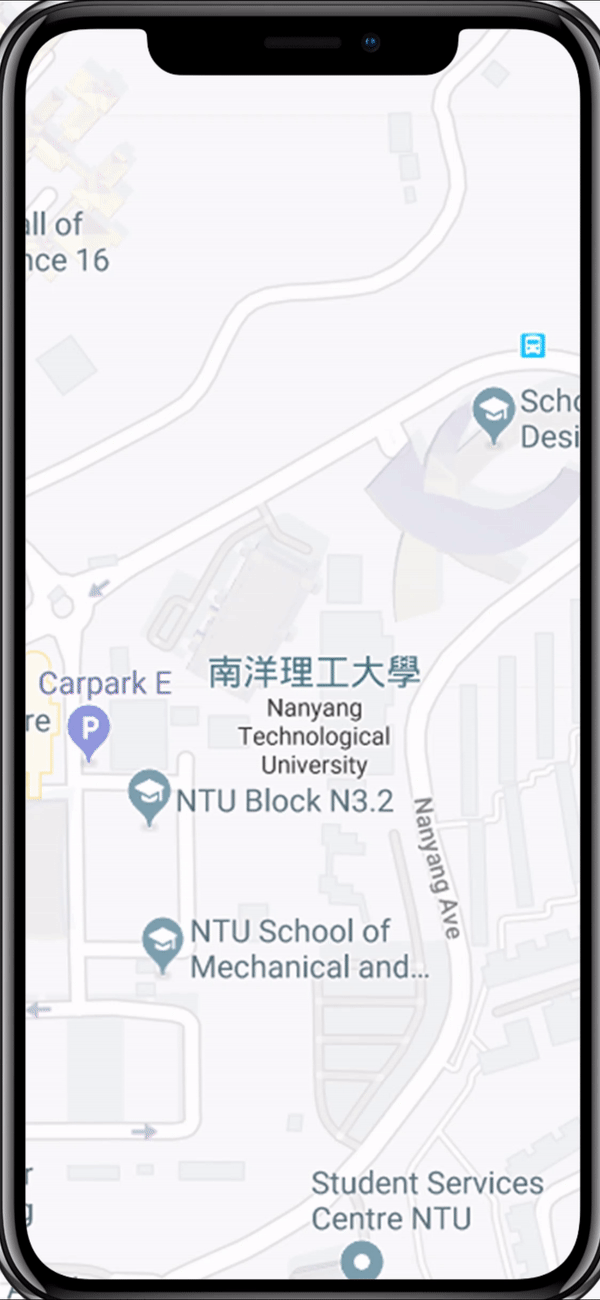 all of
nce 16
Scho
Desi
Carpark E
re
P
南洋理工大學
Nanyang
Technological
University
NTU Block N3.2
Nanyang Ave
NTU School of
Mechanical and...
r
g
Student Services
Centre NTU